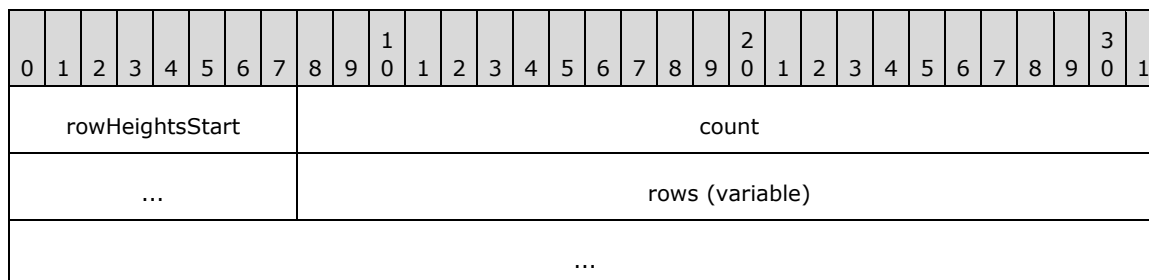 1 2 3
0 1 2 3 4 5 6 7 8 9 0 1 2 3 4 5 6 7 8 9 0 1 2 3 4 5 6 7 8 9 0 1
rowHeightsStart count
... rows (variable)
...